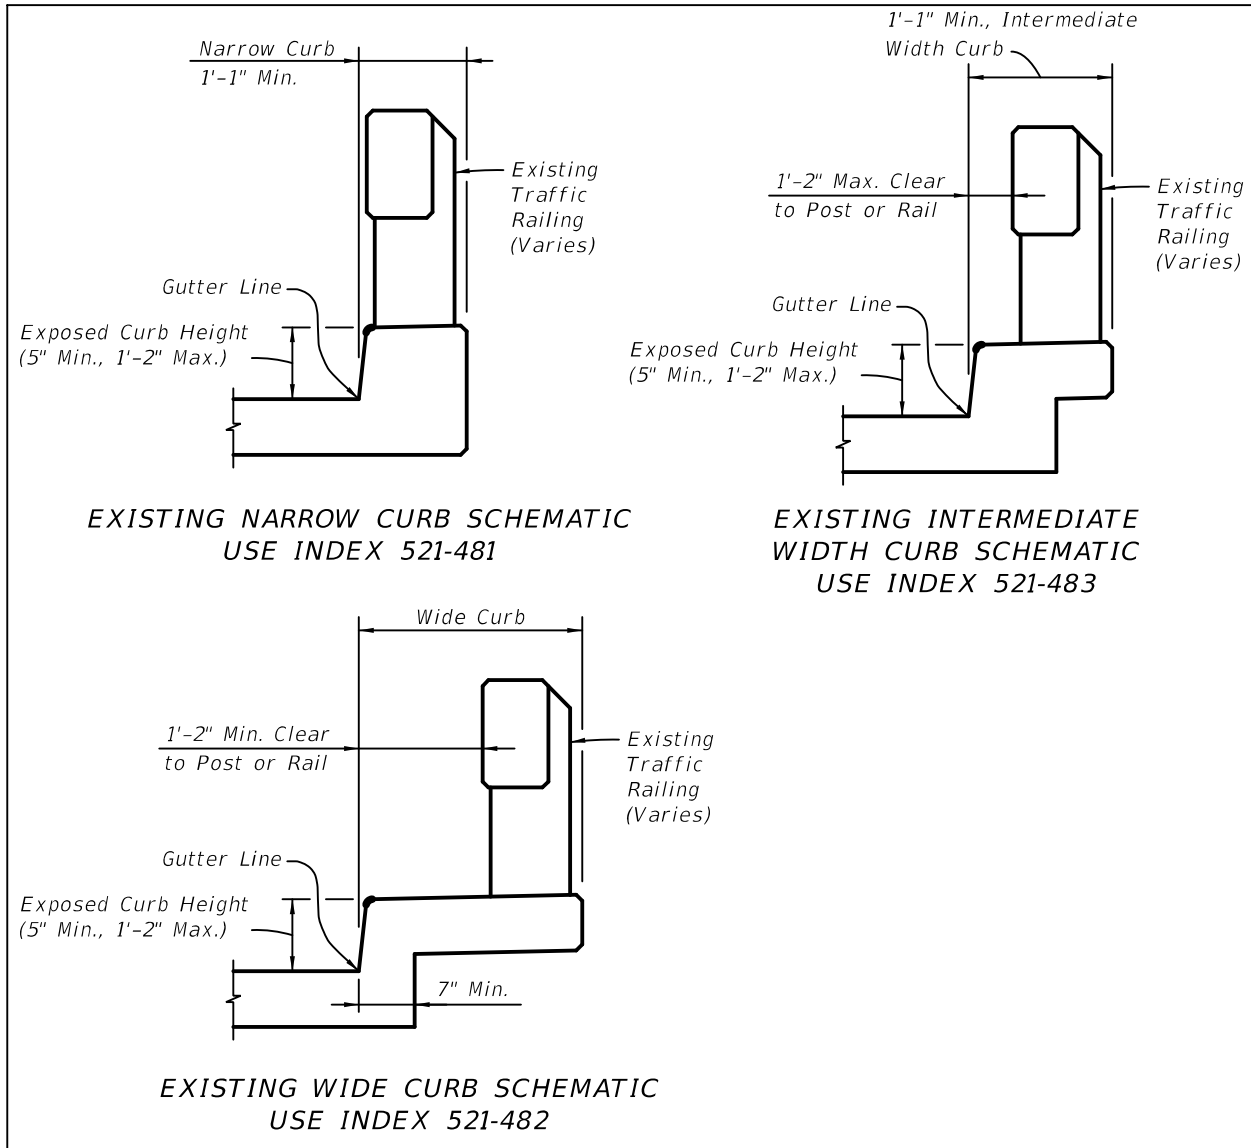 Narrow Curb
1'-1" Min.
Existing
Traffic
Railing
(Varies)
Gutter Line
Exposed Curb Height
(5" Min., 1'-2" Max.)
EXISTING NARROW CURB SCHEMATIC
USE INDEX 521-481
1'-1" Min., Intermediate
Width Curb
1'-2" Max. Clear
to Post or Rail
Existing
Traffic
Railing
(Varies)
Gutter Line
Exposed Curb Height
(5" Min., 1'-2" Max.)
EXISTING INTERMEDIATE
WIDTH CURB SCHEMATIC
USE INDEX 521-483
Wide Curb
1'-2" Min. Clear
to Post or Rail
Existing
Traffic
Railing
(Varies)
Gutter Line
Exposed Curb Height
(5" Min., 1'-2" Max.)
7" Min.
EXISTING WIDE CURB SCHEMATIC
USE INDEX 521-482